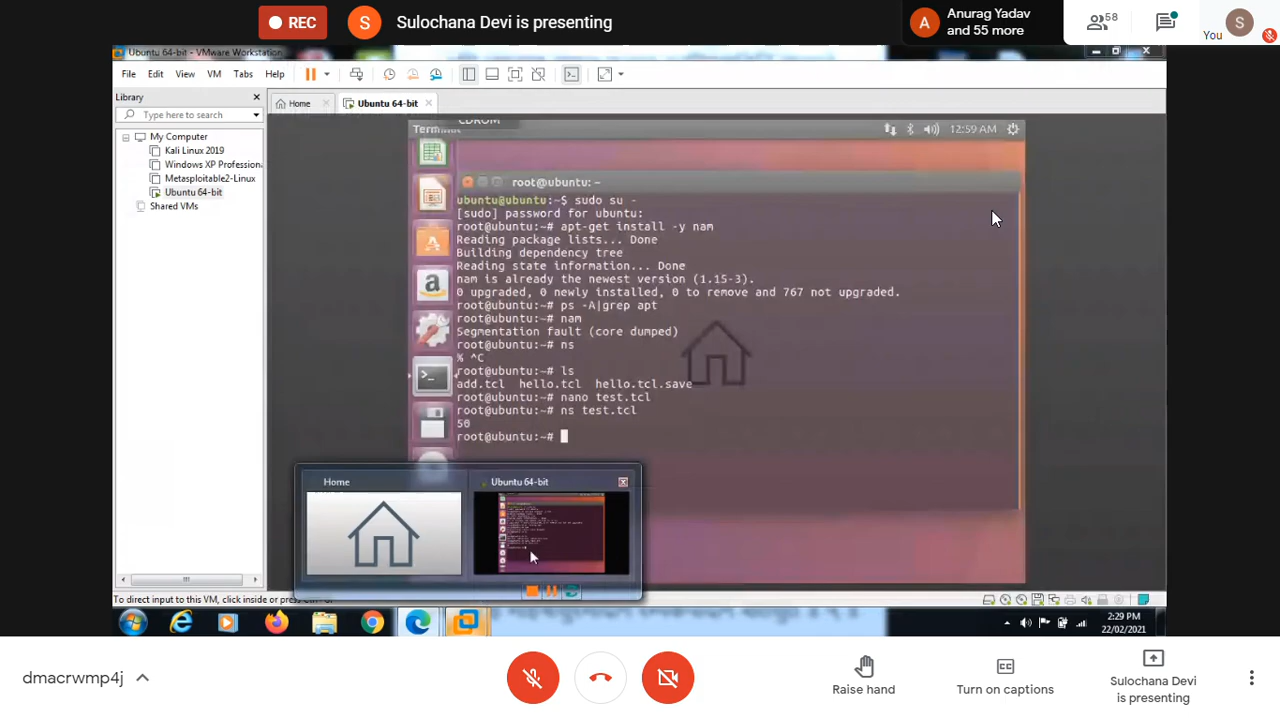 REC
S
Sulochana Devi is presenting
A
Anurag Yadav
and 55 more
58
You
S
Ubuntu 64-bit - VMware Workstation
File Edit View VM Tabs Help
Library
Type here to search
My Computer
Kali Linux 2019
Windows XP Profession
Metasploitable2-Linux
Ubuntu 64-bit
Shared VMs
Home
Ubuntu 64-bit
CDROM
12:59 AM
root@ubuntu: ~
ubuntu@ubuntu:~$ sudo su -
[sudo] password for ubuntu:
root@ubuntu:~# apt-get install -y nam
Reading package lists... Done
Building dependency tree
Reading state information... Done
nam is already the newest version (1.15-3).
0 upgraded, 0 newly installed, 0 to remove and 767 not upgraded.
root@ubuntu:~# ps -A|grep apt
root@ubuntu:~# nam
Segmentation fault (core dumped)
root@ubuntu:~# ns
% ^C
root@ubuntu:~# ls
add.tcl hello.tcl hello.tcl.save
root@ubuntu:~# nano test.tcl
root@ubuntu:~# ns test.tcl
50
root@ubuntu:~#
Home
Ubuntu 64-bit
To direct input to this VM, click inside or press
2:29 PM
22/02/2021
dmacrwmp4j
Raise hand
Turn on captions
Sulochana Devi
is presenting